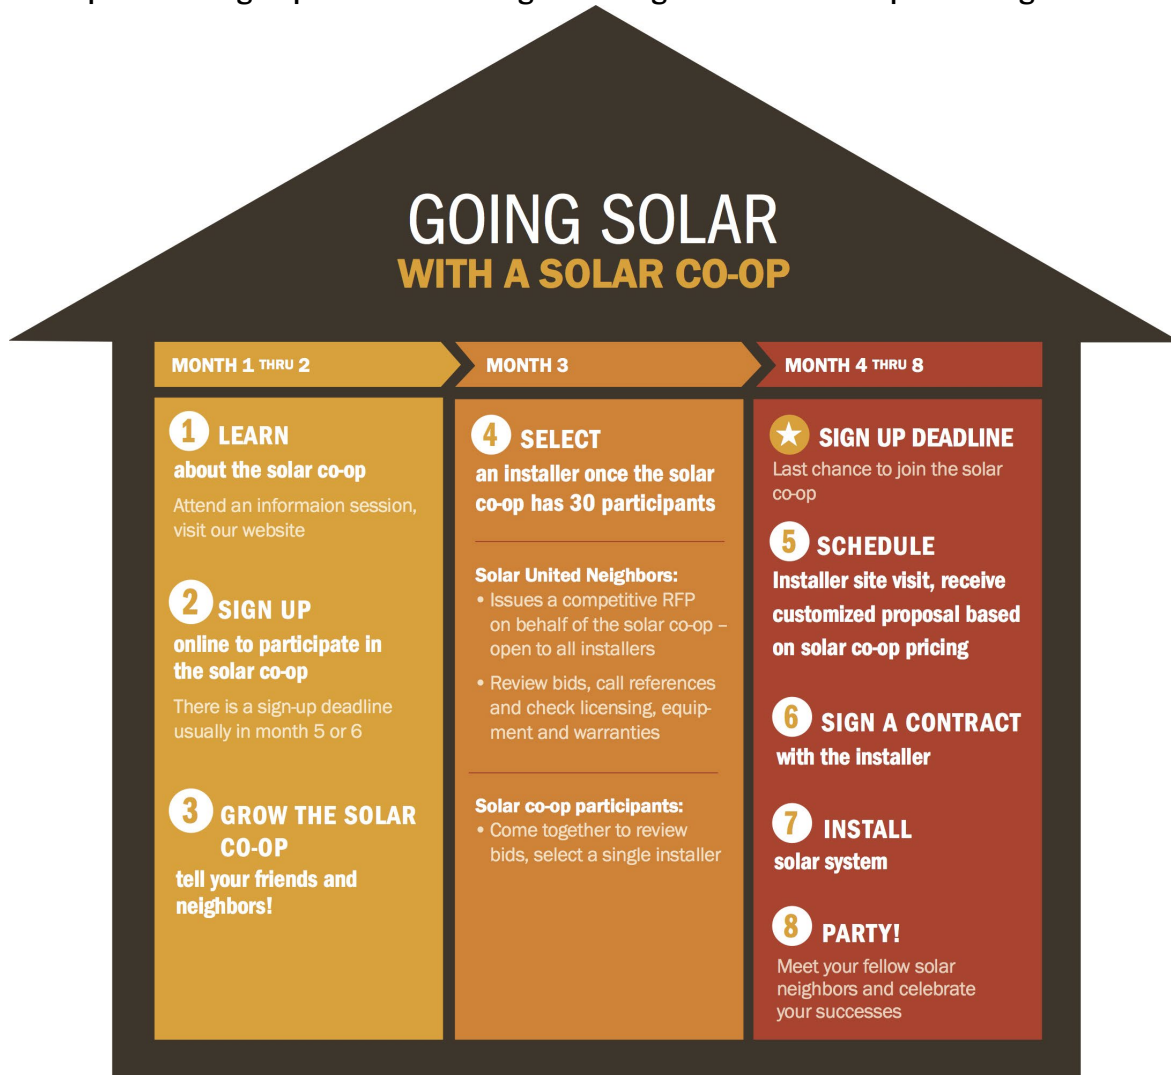 GOING SOLAR
WITH A SOLAR CO-OP
MONTH 1 THRU 2
1 LEARN
about the solar co-op
Attend an informaion session,
visit our website
2 SIGN UP
online to participate in
the solar co-op
There is a sign-up deadline
usually in month 5 or 6
3 GROW THE SOLAR
CO-OP
tell your friends and
neighbors!
MONTH 3
4 SELECT
an installer once the solar
co-op has 30 participants
Solar United Neighbors:
• Issues a competitive RFP
on behalf of the solar co-op –
open to all installers
• Review bids, call references
and check licensing, equip-
ment and warranties
Solar co-op participants:
• Come together to review
bids, select a single installer
MONTH 4 THRU 8
SIGN UP DEADLINE
Last chance to join the solar
co-op
5 SCHEDULE
Installer site visit, receive
customized proposal based
on solar co-op pricing
6 SIGN A CONTRACT
with the installer
7 INSTALL
solar system
8 PARTY!
Meet your fellow solar
neighbors and celebrate
your successes